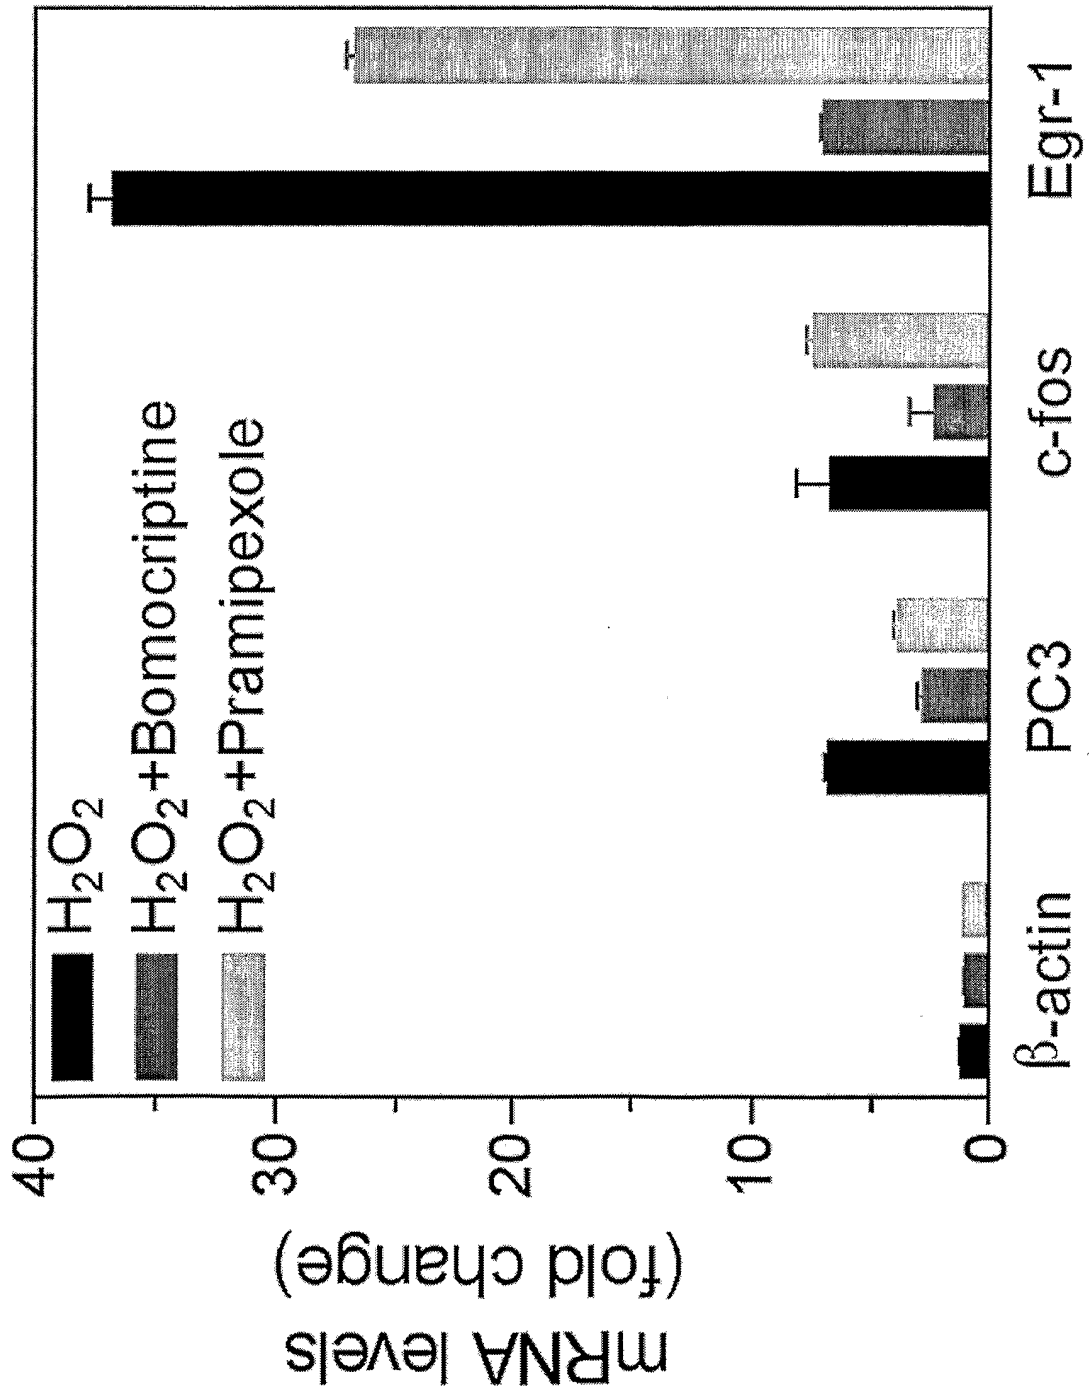 mRNA levels
(fold change)
40
30
20
10
0
H₂O₂
H₂O₂+Bomocriptine
H₂O₂+Pramipexole
β-actin
PC3
c-fos
Egr-1